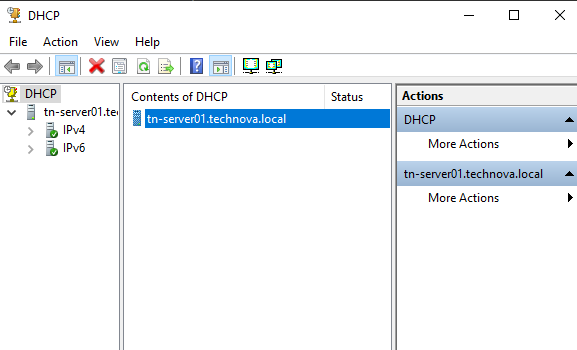 DHCP
File Action View Help
DHCP
tn-server01.te
IPv4
IPv6
Contents of DHCP Status
tn-server01.technova.local
Actions
DHCP
More Actions
tn-server01.technova.local
More Actions